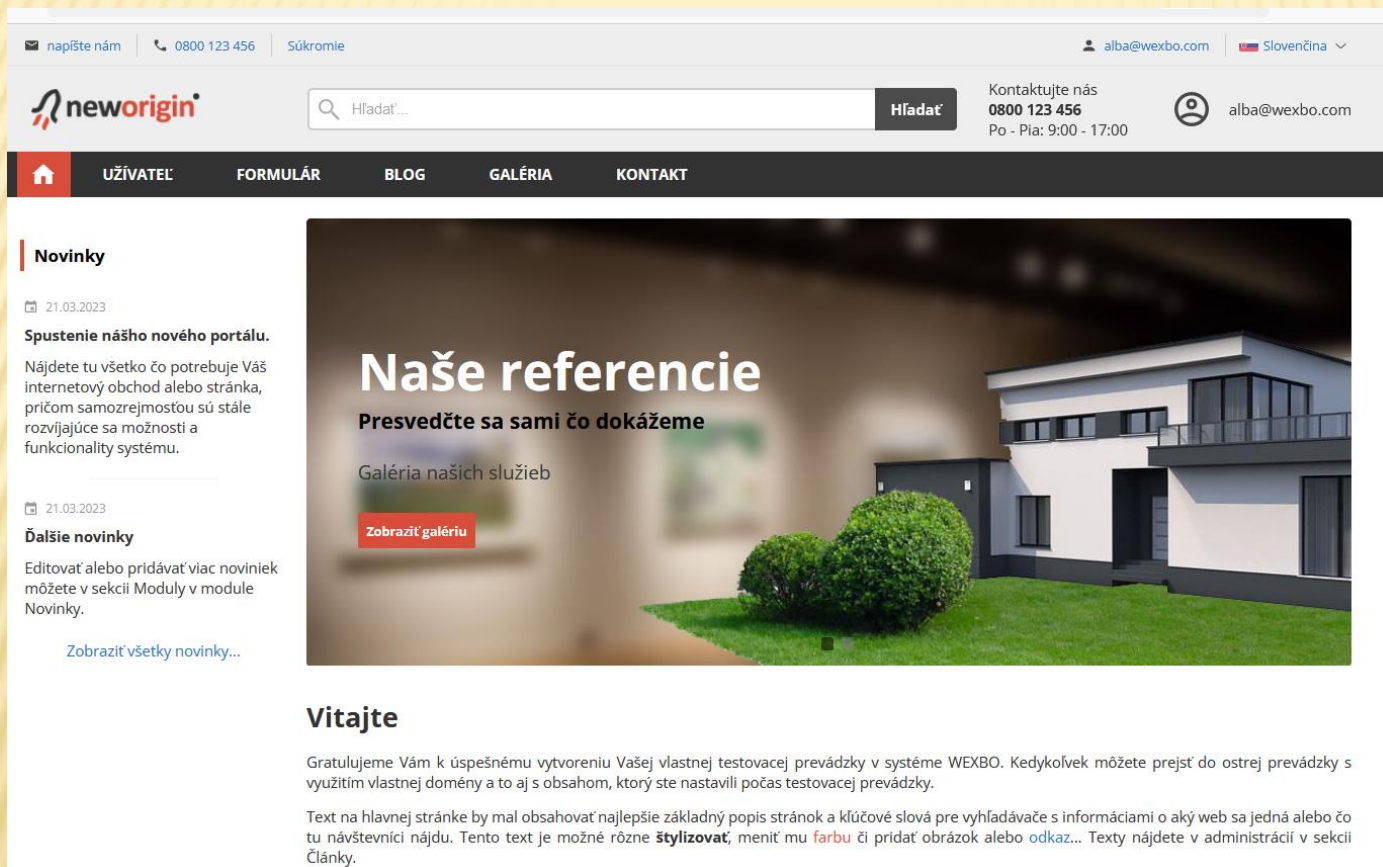 napíšte nám 0800 123 456 Súkromie alba@wexbo.com Slovenčina
neworigin
Hľadať...
Hľadať
Kontaktujte nás
0800 123 456
Po - Pia: 9:00 - 17:00
alba@wexbo.com
UŽÍVATEĽ FORMULÁR BLOG GALÉRIA KONTAKT
Novinky
21.03.2023
Spustenie nášho nového portálu.
Nájdete tu všetko čo potrebuje Váš
internetový obchod alebo stránka,
pričom samozrejmosťou sú stále
rozvíjajúce sa možnosti a
funkcionality systému.
21.03.2023
Ďalšie novinky
Editovať alebo pridávať viac noviniek
môžete v sekcii Moduly v module
Novinky.
Zobraziť všetky novinky...
Naše referencie
Presvedčte sa sami čo dokážeme
Galéria našich služieb
Zobraziť galériu
Vitajte
Gratulujeme Vám k úspešnému vytvoreniu Vašej vlastnej testovacej prevádzky v systéme WEXBO. Kedykoľvek môžete prejsť do ostrej prevádzky s
využitím vlastnej domény a to aj s obsahom, ktorý ste nastavili počas testovacej prevádzky.
Text na hlavnej stránke by mal obsahovať najlepšie základný popis stránok a kľúčové slová pre vyhľadávače s informáciami o aký web sa jedná alebo čo
tu návštevníci nájdu. Tento text je možné rôzne štylizovať, meniť mu farbu či pridať obrázok alebo odkaz... Texty nájdete v administrácií v sekcii
Články.